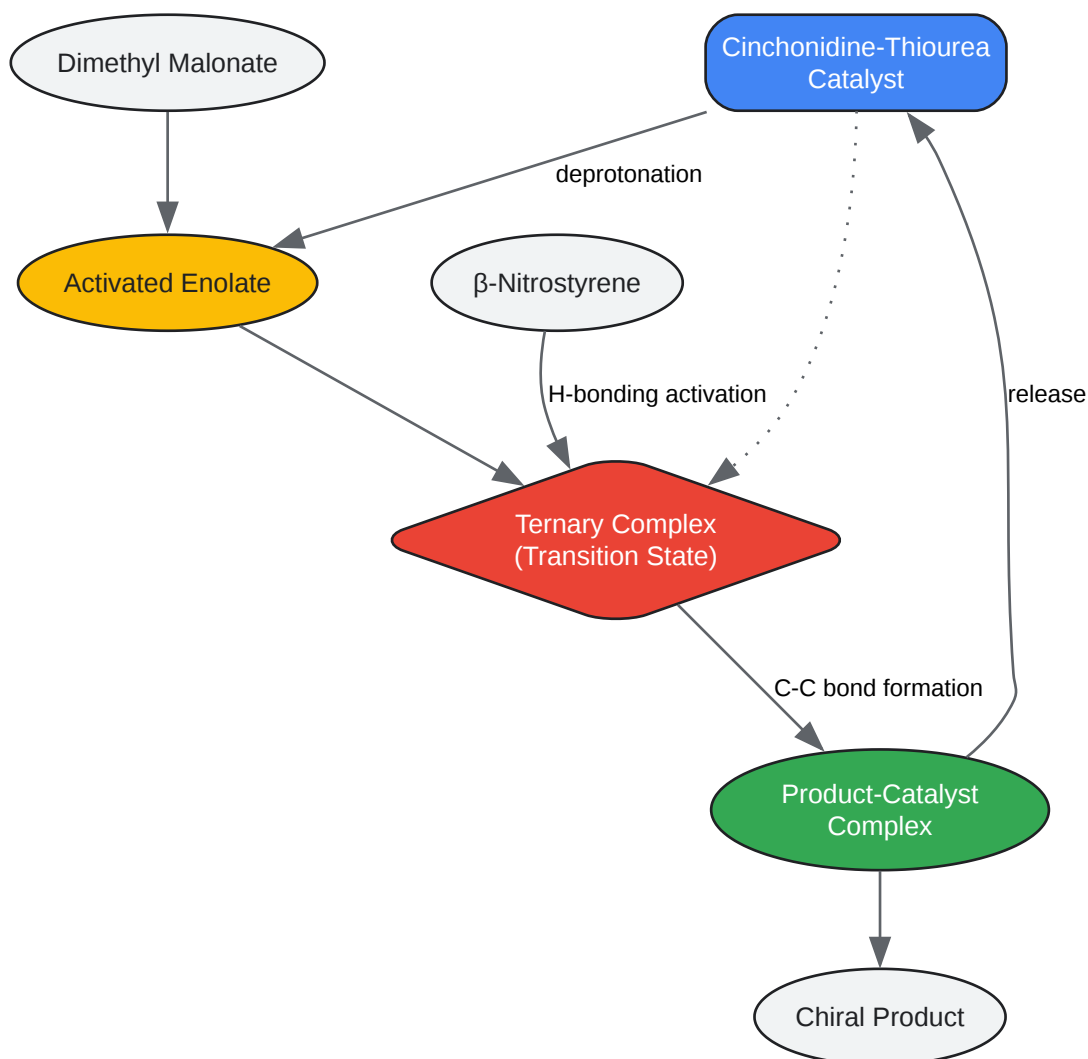 Dimethyl Malonate
Cinchonidine-Thiourea
Catalyst
deprotonation
Activated Enolate
β-Nitrostyrene
H-bonding activation
release
Ternary Complex
(Transition State)
C-C bond formation
Product-Catalyst
Complex
Chiral Product